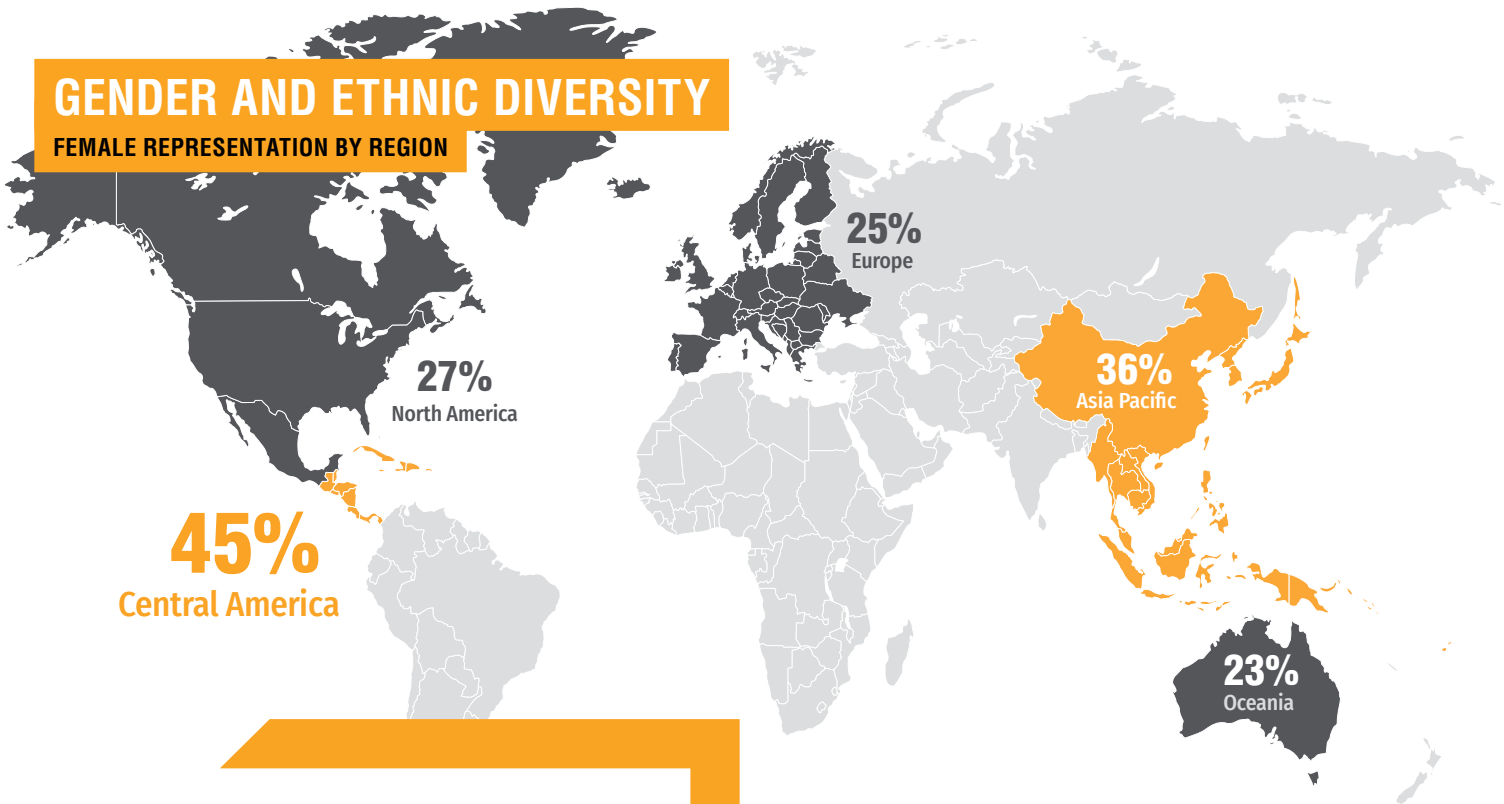 GENDER AND ETHNIC DIVERSITY
FEMALE REPRESENTATION BY REGION
25%
Europe
27%
North America
36%
Asia Pacific
45%
Central America
23%
Oceania